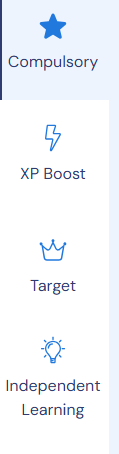 Compulsory
XP Boost
Target
Independent
Learning